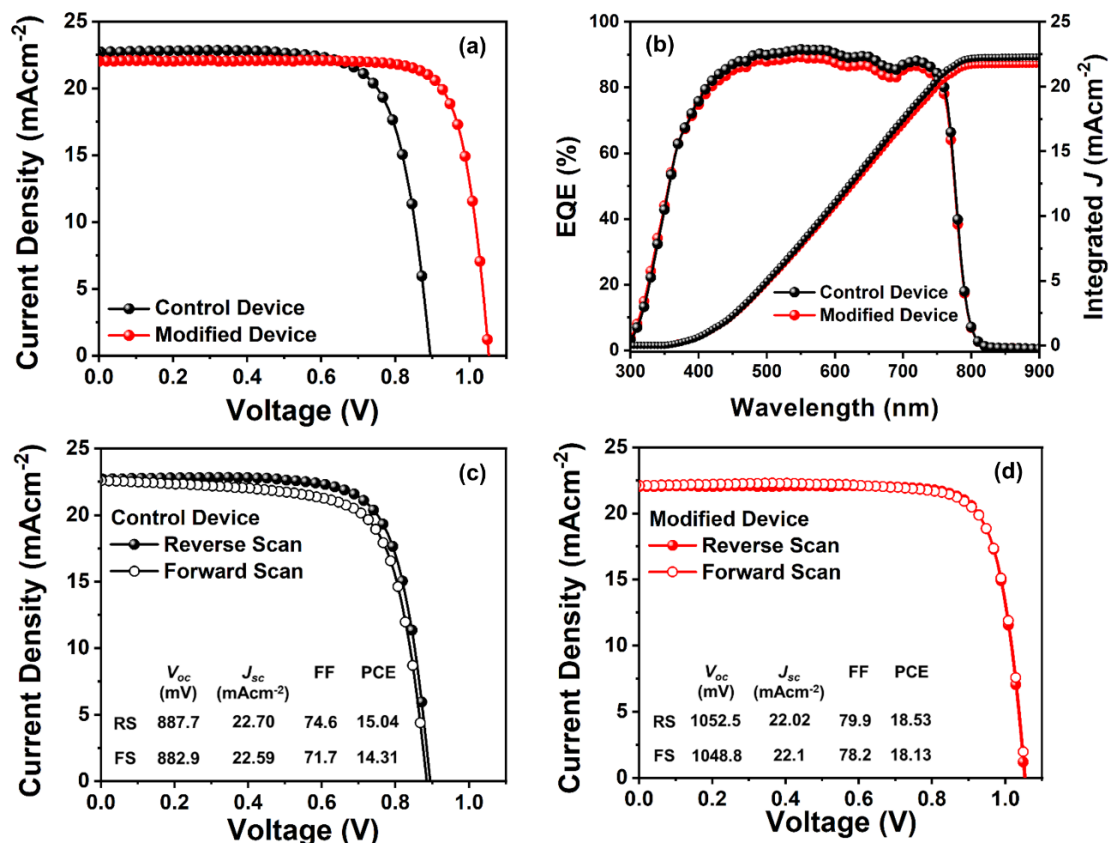 (a)
Current Density (mAcm-2)
25
20
15
10
5
0
Control Device
Modified Device
0.0 0.2 0.4 0.6 0.8 1.0
Voltage (V)
(b)
EQE (%)
100
80
60
40
20
0
Control Device
Modified Device
25
20
15
10
5
0
Integrated J (mAcm-2)
300 400 500 600 700 800 900
Wavelength (nm)
(c)
Current Density (mAcm-2)
25
20
15
10
5
0
Control Device
Reverse Scan
Forward Scan
Voc Jsc FF PCE
(mV) (mAcm-2)
RS 887.7 22.70 74.6 15.04
FS 882.9 22.59 71.7 14.31
0.0 0.2 0.4 0.6 0.8 1.0
Voltage (V)
(d)
Current Density (mAcm-2)
25
20
15
10
5
0
Modified Device
Reverse Scan
Forward Scan
Voc Jsc FF PCE
(mV) (mAcm-2)
RS 1052.5 22.02 79.9 18.53
FS 1048.8 22.1 78.2 18.13
0.0 0.2 0.4 0.6 0.8 1.0
Voltage (V)